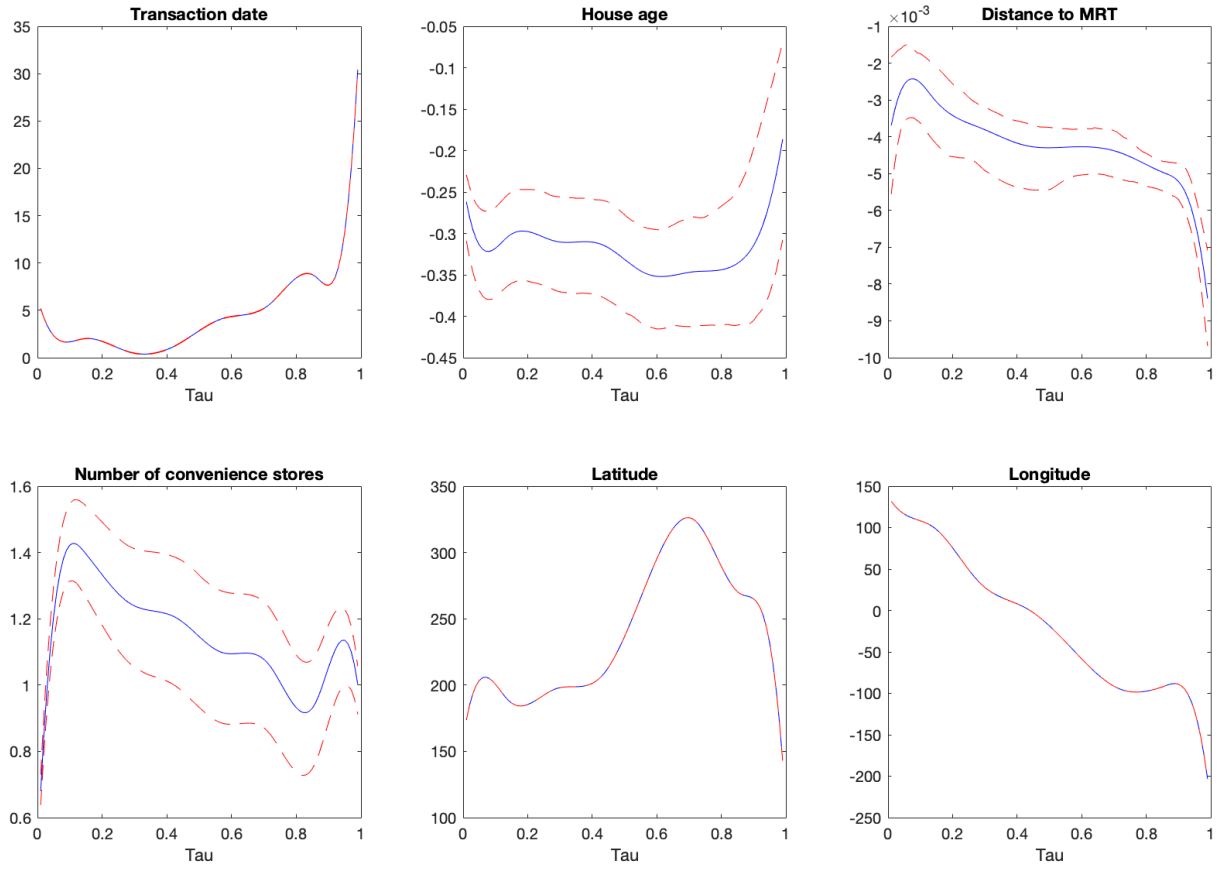 Transaction date
35
30
25
20
15
10
5
0
0 0.2 0.4 0.6 0.8 1
Tau
House age
-0.05
-0.1
-0.15
-0.2
-0.25
-0.3
-0.35
-0.4
-0.45
0 0.2 0.4 0.6 0.8 1
Tau
Distance to MRT
×10⁻³
-1
-2
-3
-4
-5
-6
-7
-8
-9
-10
0 0.2 0.4 0.6 0.8 1
Tau
Number of convenience stores
1.6
1.4
1.2
1
0.8
0.6
0 0.2 0.4 0.6 0.8 1
Tau
Latitude
350
300
250
200
150
100
0 0.2 0.4 0.6 0.8 1
Tau
Longitude
150
100
50
0
-50
-100
-150
-200
-250
0 0.2 0.4 0.6 0.8 1
Tau